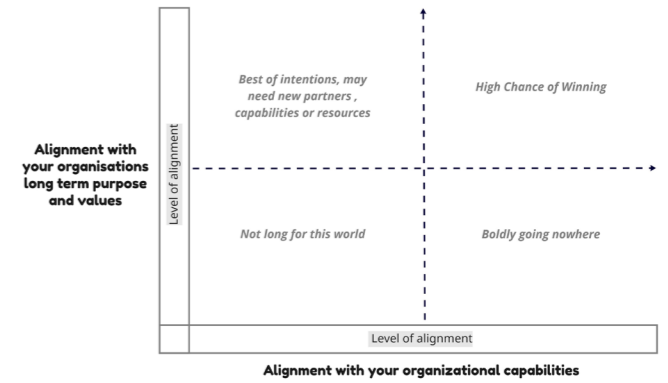 Best of intentions, may
need new partners ,
capabilities or resources
High Chance of Winning
Alignment with
your organisations
long term purpose
and values
Level of alignment
Not long for this world
Boldly going nowhere
Level of alignment
Alignment with your organizational capabilities